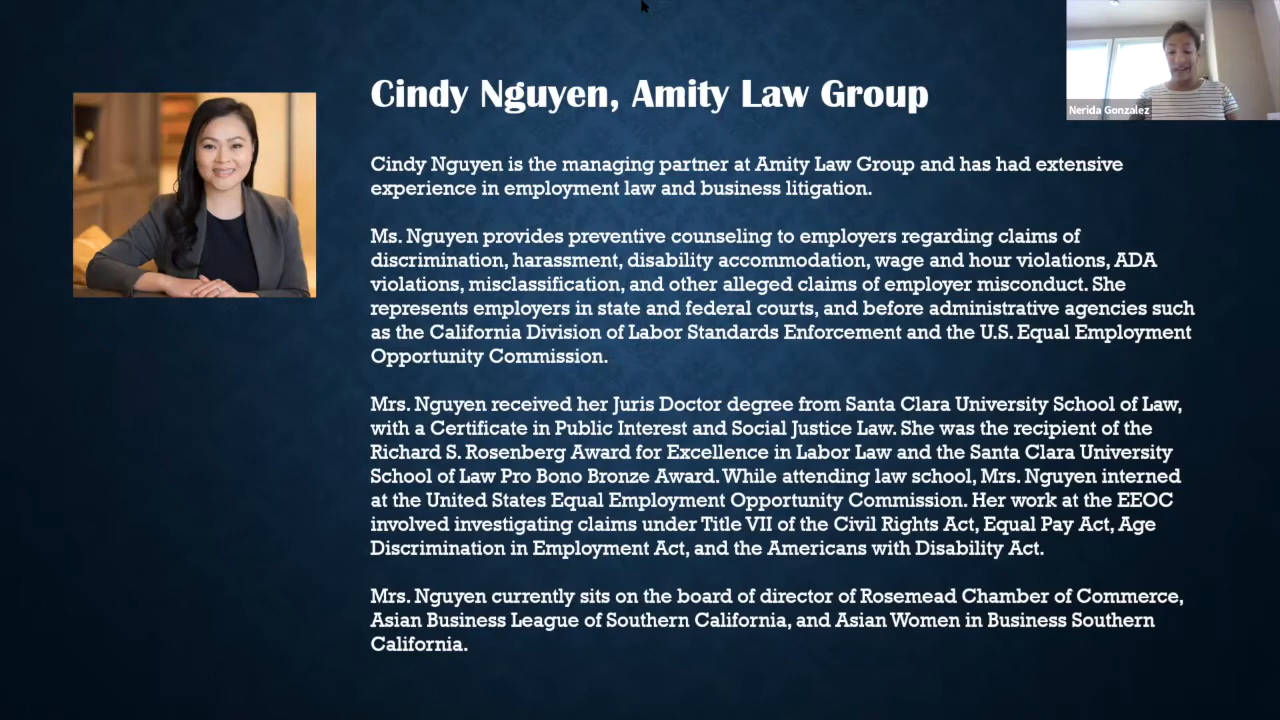 Cindy Nguyen, Amity Law Group
Nerida Gonzalez
Cindy Nguyen is the managing partner at Amity Law Group and has had extensive
experience in employment law and business litigation.
Ms. Nguyen provides preventive counseling to employers regarding claims of
discrimination, harassment, disability accommodation, wage and hour violations, ADA
violations, misclassification, and other alleged claims of employer misconduct. She
represents employers in state and federal courts, and before administrative agencies such
as the California Division of Labor Standards Enforcement and the U.S. Equal Employment
Opportunity Commission.
Mrs. Nguyen received her Juris Doctor degree from Santa Clara University School of Law,
with a Certificate in Public Interest and Social Justice Law. She was the recipient of the
Richard S. Rosenberg Award for Excellence in Labor Law and the Santa Clara University
School of Law Pro Bono Bronze Award. While attending law school, Mrs. Nguyen interned
at the United States Equal Employment Opportunity Commission. Her work at the EEOC
involved investigating claims under Title VII of the Civil Rights Act, Equal Pay Act, Age
Discrimination in Employment Act, and the Americans with Disability Act.
Mrs. Nguyen currently sits on the board of director of Rosemead Chamber of Commerce,
Asian Business League of Southern California, and Asian Women in Business Southern
California.